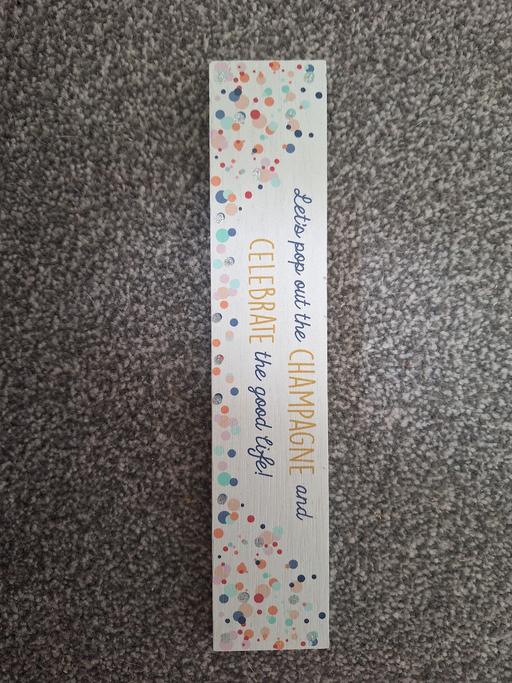 Let's pop out the CHAMPAGNE and
CELEBRATE the good life!